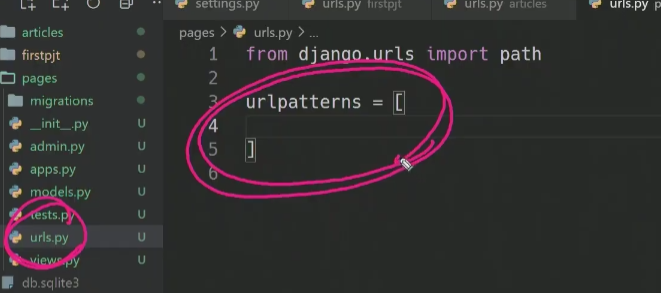 settings.py
urls.py firstpjt
urls.py articles
urls.py
articles
firstpjt
pages
migrations
__init__.py U
admin.py U
apps.py U
models.py U
tests.py U
urls.py U
views.py U
db.sqlite3
pages > urls.py > ...
1 from django.urls import path
2
3 urlpatterns = [
4
5 ]
6